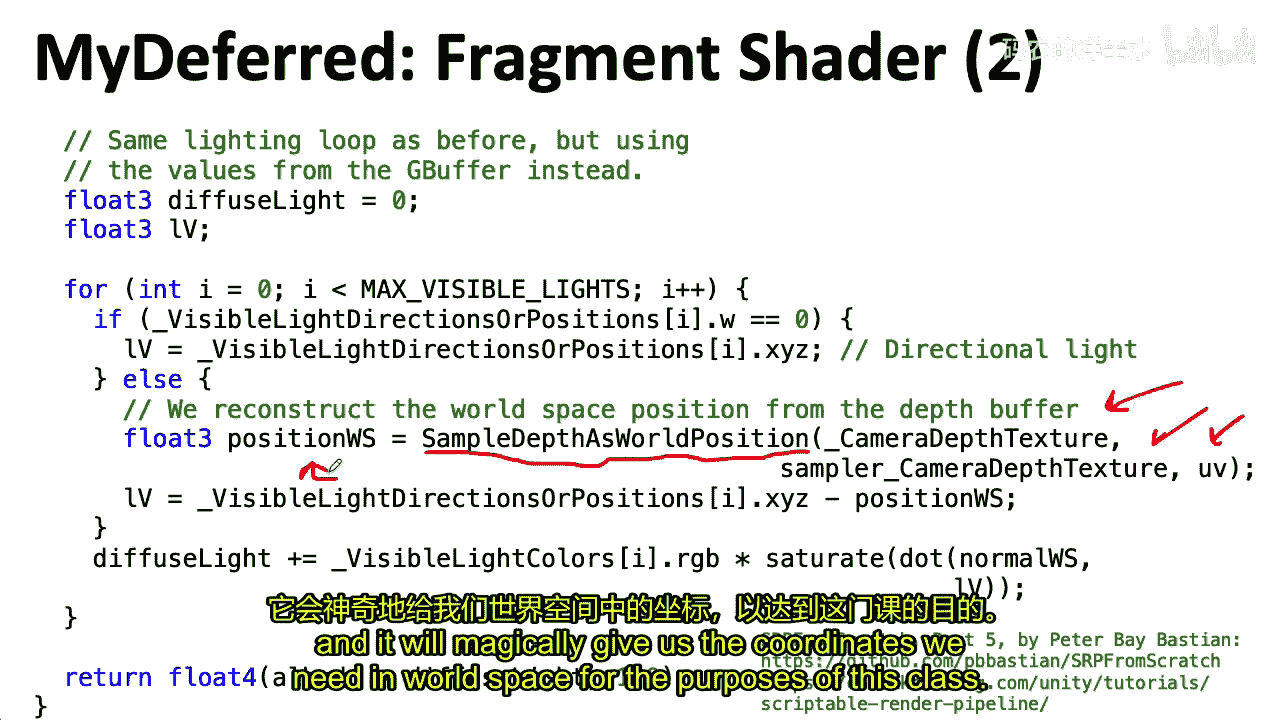 MyDeferred: Fragment Shader (2)
// Same lighting loop as before, but using
// the values from the GBuffer instead.
float3 diffuseLight = 0;
float3 lV;
for (int i = 0; i < MAX_VISIBLE_LIGHTS; i++) {
if (_VisibleLightDirectionsOrPositions[i].w == 0) {
lV = _VisibleLightDirectionsOrPositions[i].xyz; // Directional light
} else {
// We reconstruct the world space position from the depth buffer
float3 positionWS = SampleDepthAsWorldPosition(_CameraDepthTexture,
sampler_CameraDepthTexture, uv);
lV = _VisibleLightDirectionsOrPositions[i].xyz - positionWS;
}
diffuseLight += _VisibleLightColors[i].rgb * saturate(dot(normalWS,
lV));
}
return float4(a
}
它会神奇地给我们世界空间中的坐标，以达到这门课的目的。
and it will magically give us the coordinates we
need in world space for the purposes of this class.
5, by Peter Bay Bastian:
https://github.com/pbbastian/SRPFromScratch
.com/unity/tutorials/
scriptable-render-pipeline/